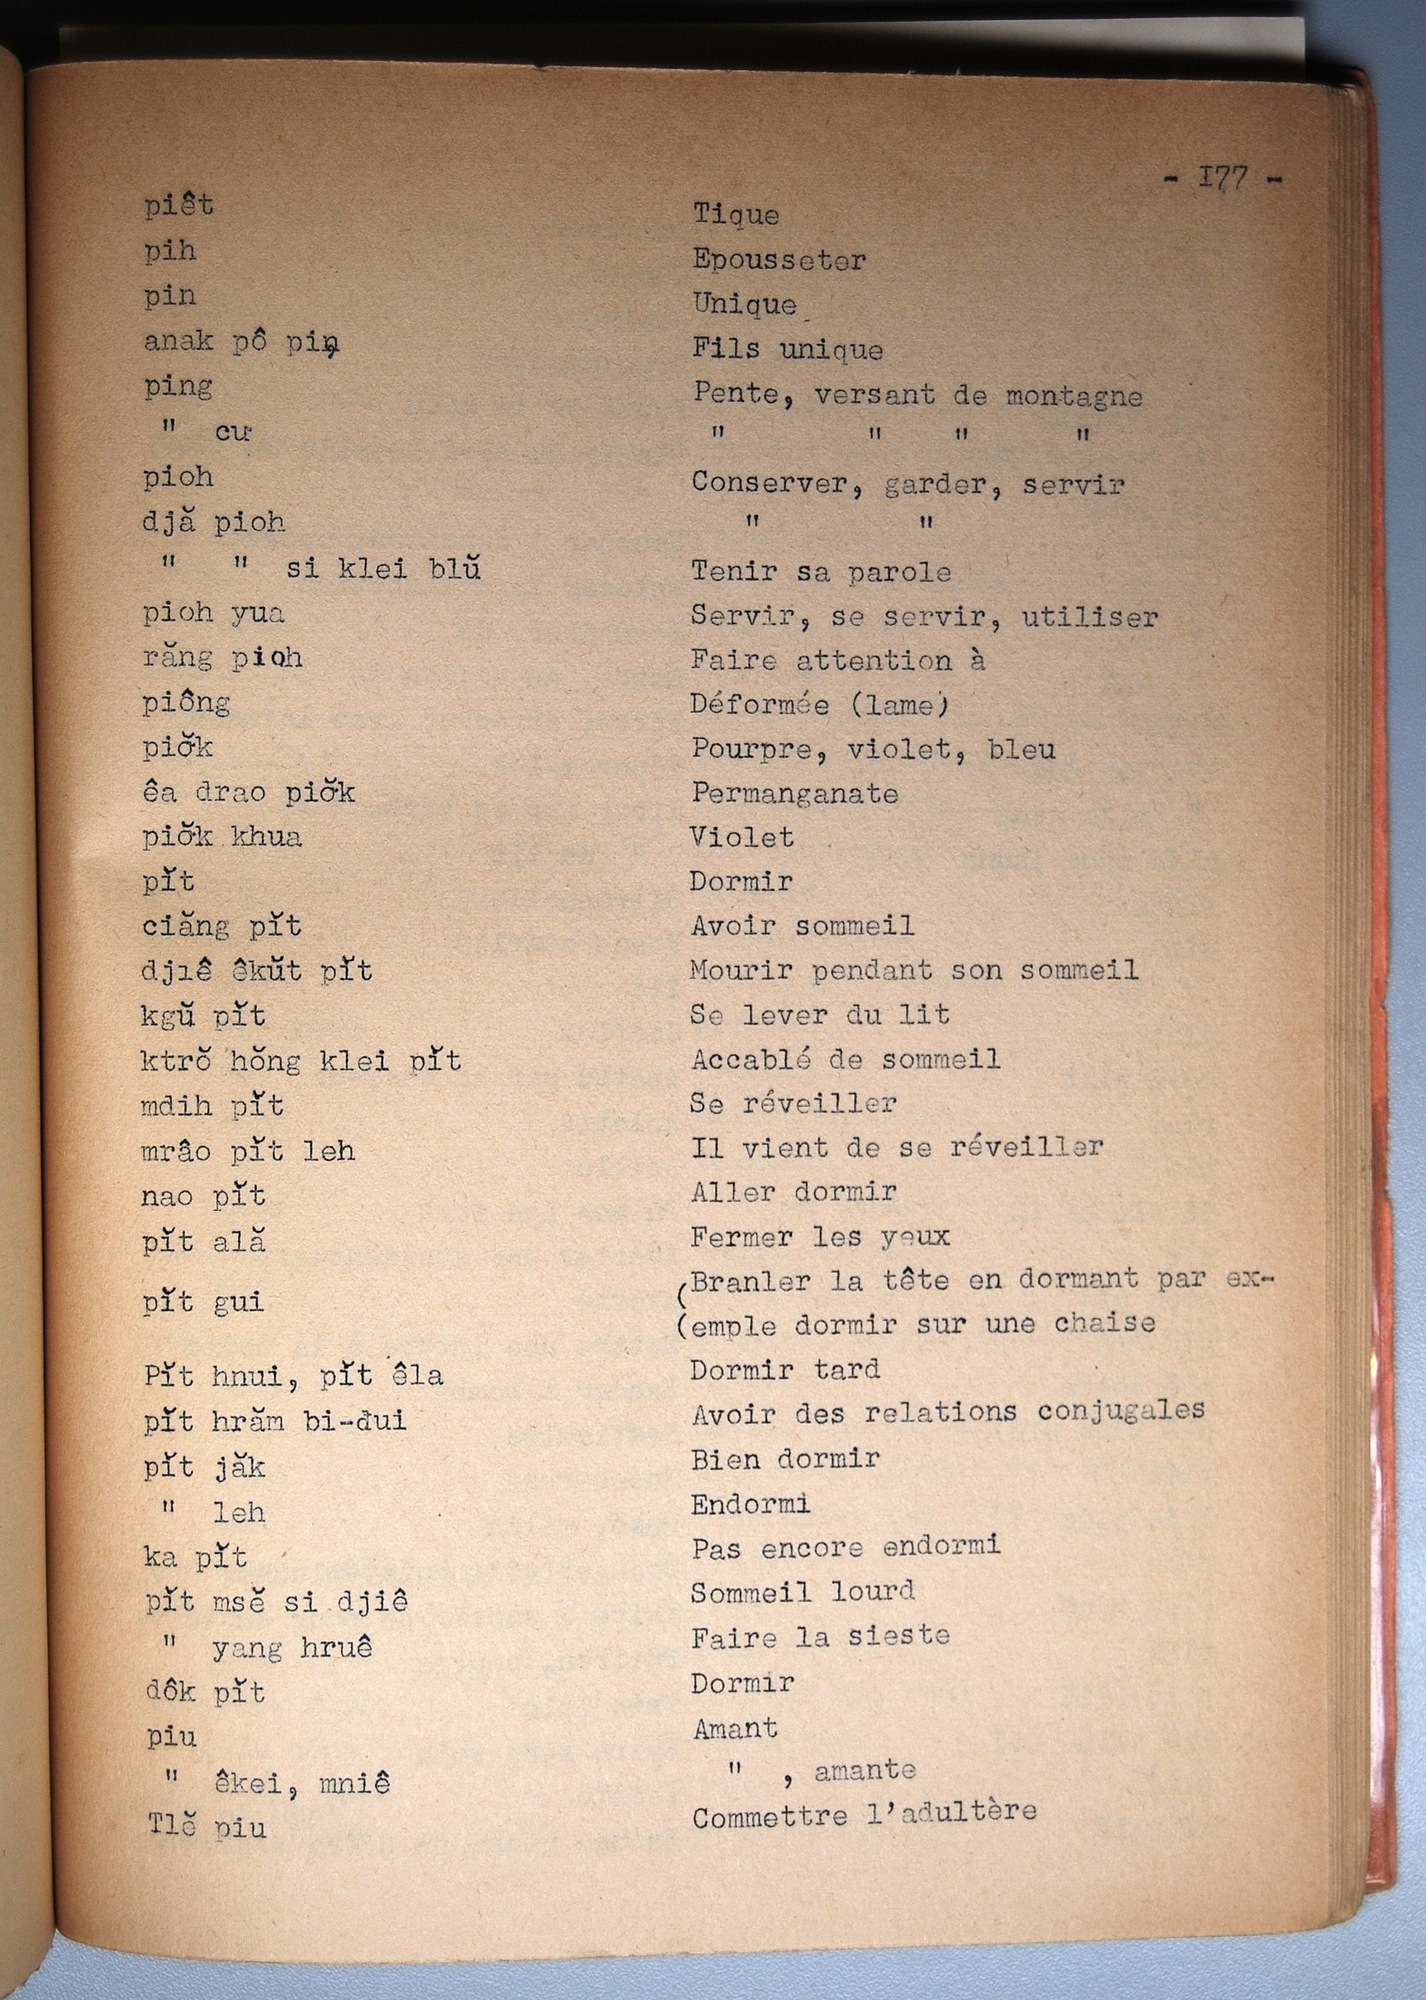 - I77 -
piêt Tique
pih Epousseter
pin Unique
anak pô pin Fils unique
ping Pente, versant de montagne
" cư " " " "
pioh Conserver, garder, servir
djă pioh " "
" " si klei blŭ Tenir sa parole
pioh yua Servir, se servir, utiliser
răng pioh Faire attention à
piông Déformée (lame)
piơ̆k Pourpre, violet, bleu
êa drao piơ̆k Permanganate
piơ̆k khua Violet
pĭt Dormir
ciăng pĭt Avoir sommeil
djiê êkŭt pĭt Mourir pendant son sommeil
kgŭ pĭt Se lever du lit
ktrŏ hŏng klei pĭt Accablé de sommeil
mdih pĭt Se réveiller
mrâo pĭt leh Il vient de se réveiller
nao pĭt Aller dormir
pĭt ală Fermer les yeux
pĭt gui (Branler la tête en dormant par ex-
(emple dormir sur une chaise
Pĭt hnui, pĭt êla Dormir tard
pĭt hrăm bi-đui Avoir des relations conjugales
pĭt jăk Bien dormir
" leh Endormi
ka pĭt Pas encore endormi
pĭt msĕ si djiê Sommeil lourd
" yang hruê Faire la sieste
dôk pĭt Dormir
piu Amant
" êkei, mniê " , amante
Tlĕ piu Commettre l'adultère